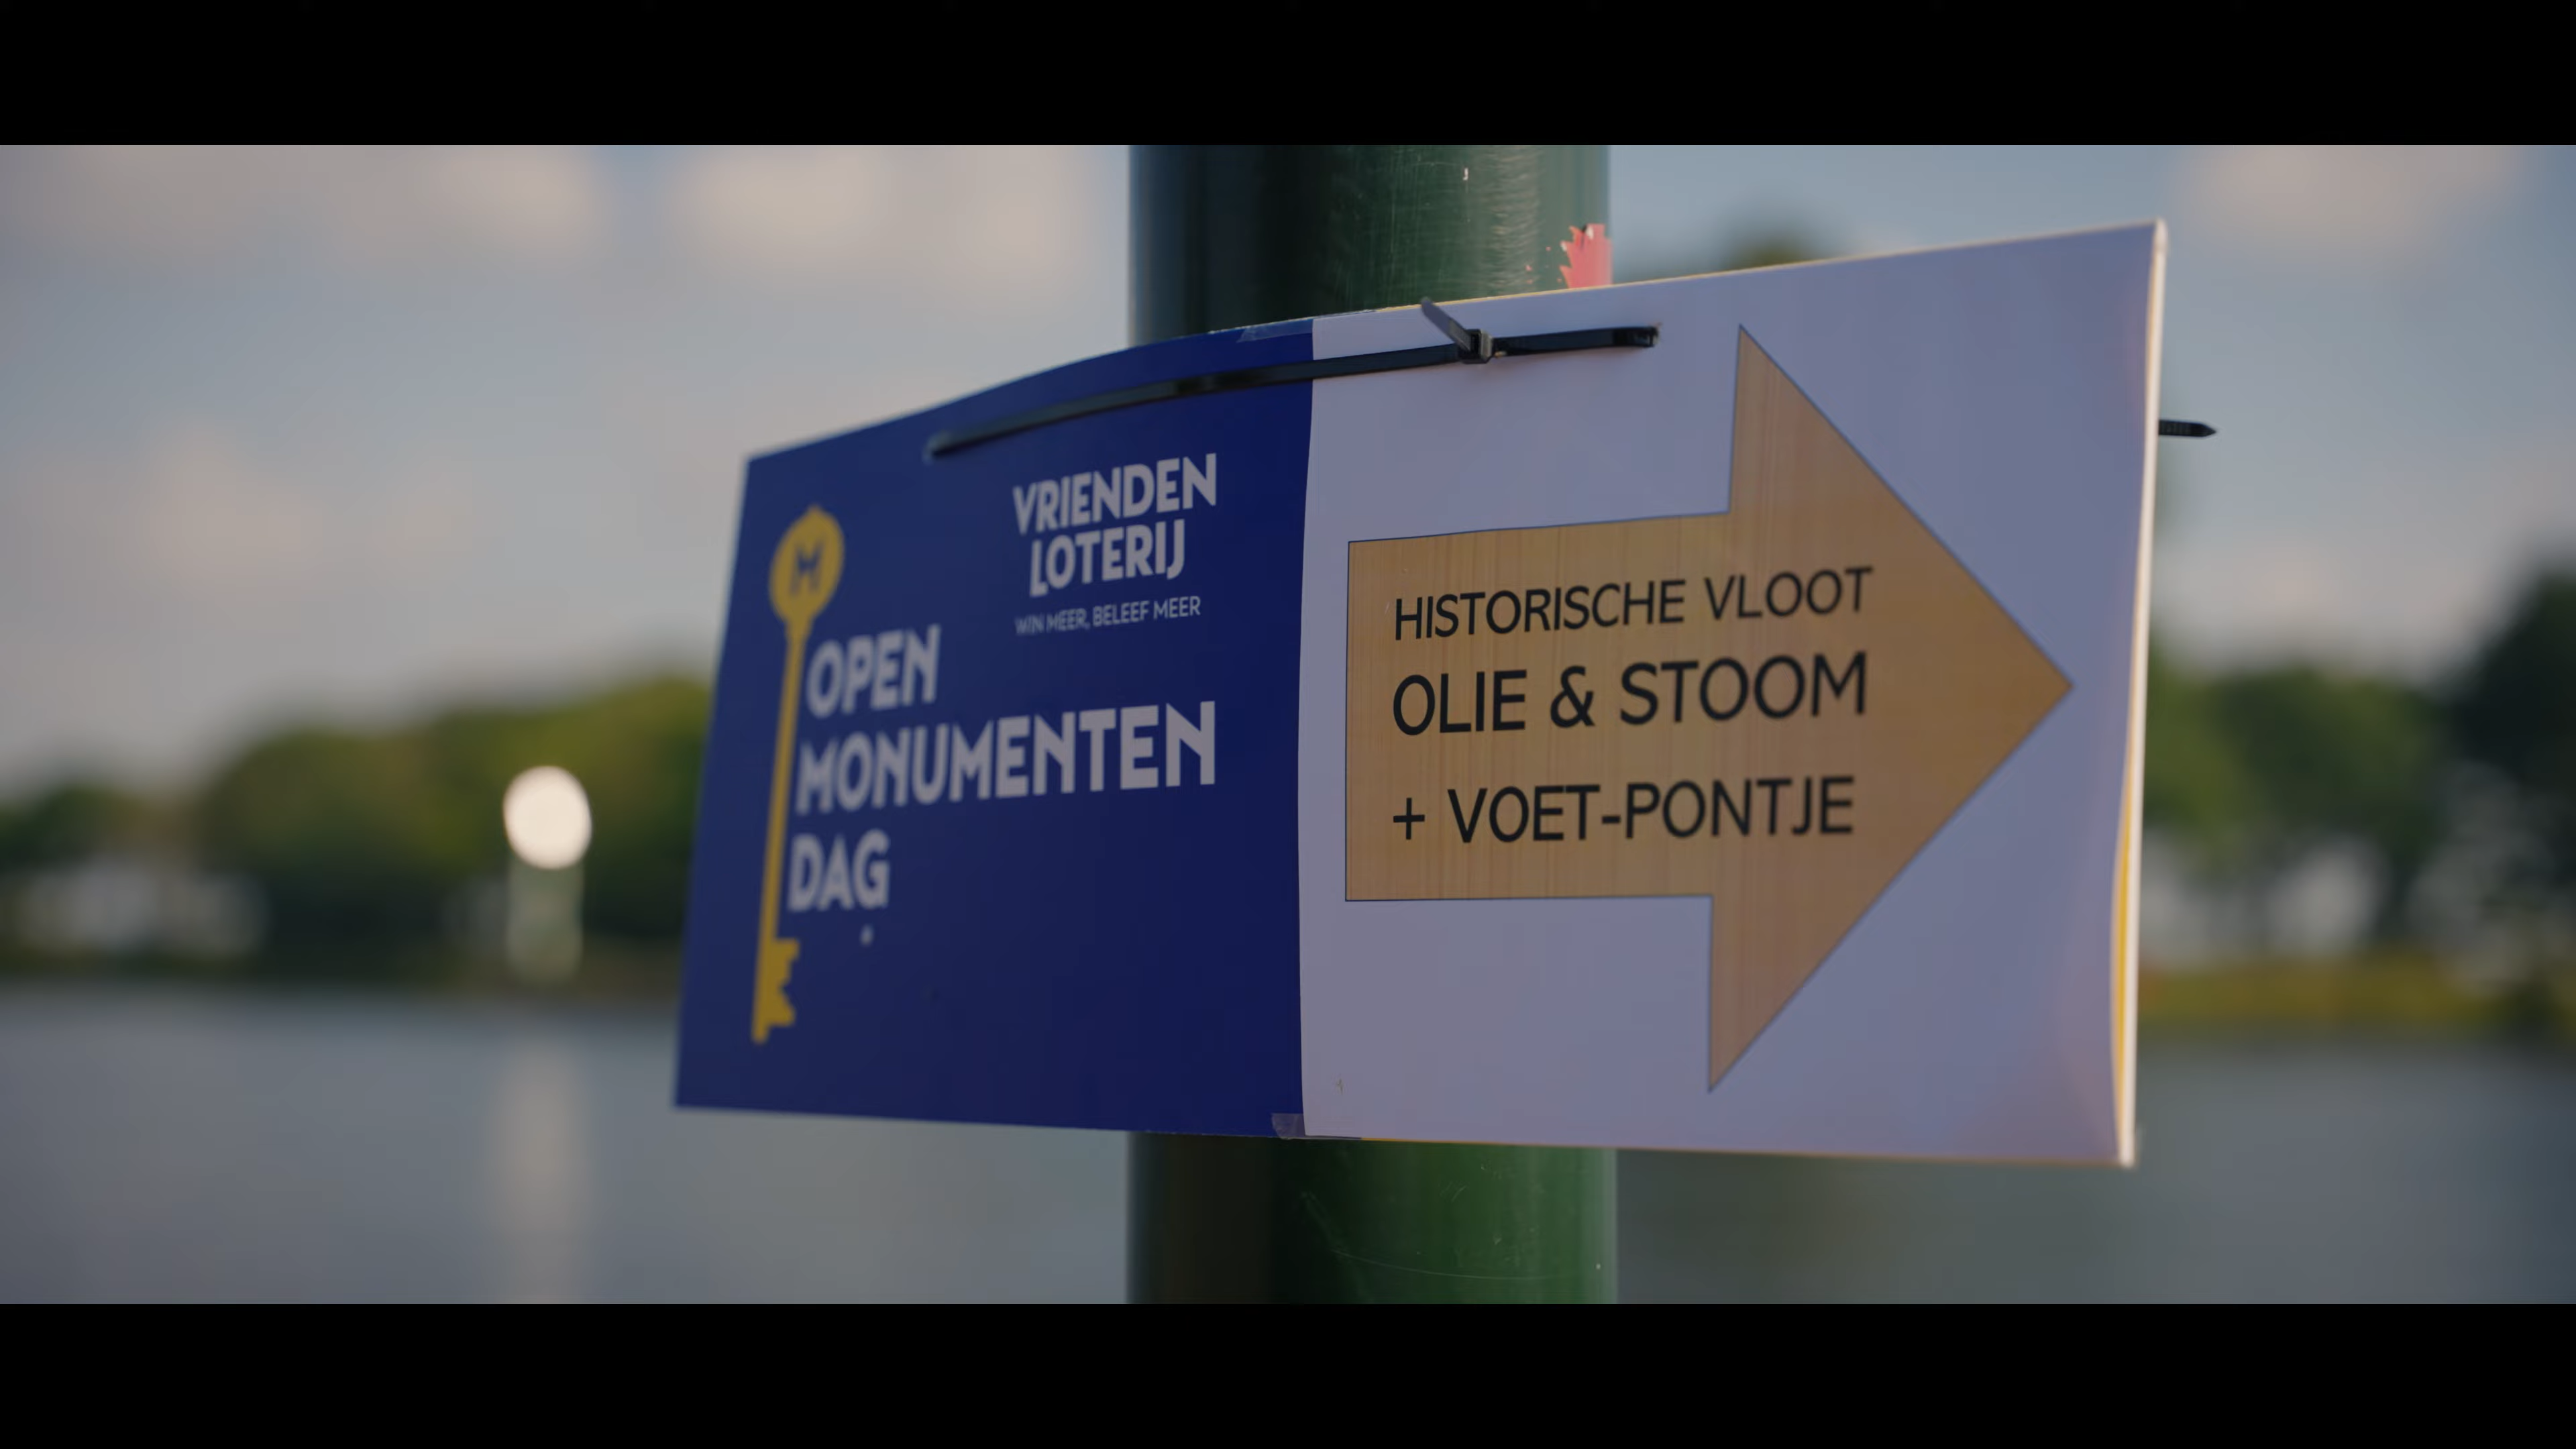 VRIENDEN
LOTERIJ
WIN MEER, BELEEF MEER
M
OPEN
MONUMENTEN
DAG
HISTORISCHE VLOOT
OLIE & STOOM
+ VOET-PONTJE